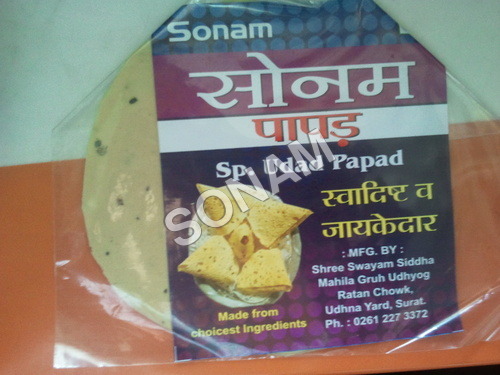 Sonam
सोनम
पापड़
Sp. Udad Papad
स्वादिष्ट व
जायकेदार
SONAM
Made from
choicest Ingredients
: MFG. BY :
Shree Swayam Siddha
Mahila Gruh Udhyog
Ratan Chowk,
Udhna Yard, Surat.
Ph. : 0261 227 3372